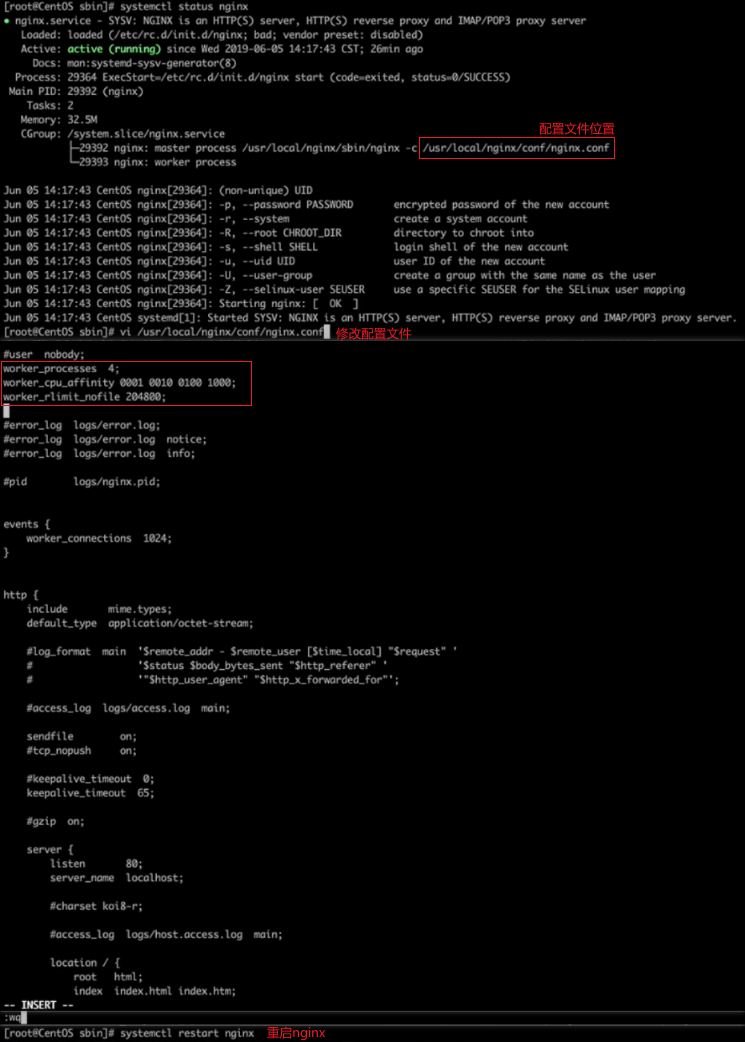 [root@CentOS sbin]# systemctl status nginx
● nginx.service - SYSV: NGINX is an HTTP(S) server, HTTP(S) reverse proxy and IMAP/POP3 proxy server
Loaded: loaded (/etc/rc.d/init.d/nginx; bad; vendor preset: disabled)
Active: active (running) since Wed 2019-06-05 14:17:43 CST; 26min ago
Docs: man:systemd-sysv-generator(8)
Process: 29364 ExecStart=/etc/rc.d/init.d/nginx start (code=exited, status=0/SUCCESS)
Main PID: 29392 (nginx)
Tasks: 2
Memory: 32.5M
配置文件位置
CGroup: /system.slice/nginx.service
├─29392 nginx: master process /usr/local/nginx/sbin/nginx -c /usr/local/nginx/conf/nginx.conf
└─29393 nginx: worker process
Jun 05 14:17:43 CentOS nginx[29364]: (non-unique) UID
Jun 05 14:17:43 CentOS nginx[29364]: -p, --password PASSWORD encrypted password of the new account
Jun 05 14:17:43 CentOS nginx[29364]: -r, --system create a system account
Jun 05 14:17:43 CentOS nginx[29364]: -R, --root CHROOT_DIR directory to chroot into
Jun 05 14:17:43 CentOS nginx[29364]: -s, --shell SHELL login shell of the new account
Jun 05 14:17:43 CentOS nginx[29364]: -u, --uid UID user ID of the new account
Jun 05 14:17:43 CentOS nginx[29364]: -U, --user-group create a group with the same name as the user
Jun 05 14:17:43 CentOS nginx[29364]: -Z, --selinux-user SEUSER use a specific SEUSER for the SELinux user mapping
Jun 05 14:17:43 CentOS nginx[29364]: Starting nginx: [ OK ]
Jun 05 14:17:43 CentOS systemd[1]: Started SYSV: NGINX is an HTTP(S) server, HTTP(S) reverse proxy and IMAP/POP3 proxy server.
[root@CentOS sbin]# vi /usr/local/nginx/conf/nginx.conf 修改配置文件
#user nobody;
worker_processes 4;
worker_cpu_affinity 0001 0010 0100 1000;
worker_rlimit_nofile 204800;
#error_log logs/error.log;
#error_log logs/error.log notice;
#error_log logs/error.log info;
#pid logs/nginx.pid;
events {
worker_connections 1024;
}
http {
include mime.types;
default_type application/octet-stream;
#log_format main '$remote_addr - $remote_user [$time_local] "$request" '
# '$status $body_bytes_sent "$http_referer" '
# '"$http_user_agent" "$http_x_forwarded_for"';
#access_log logs/access.log main;
sendfile on;
#tcp_nopush on;
#keepalive_timeout 0;
keepalive_timeout 65;
#gzip on;
server {
listen 80;
server_name localhost;
#charset koi8-r;
#access_log logs/host.access.log main;
location / {
root html;
index index.html index.htm;
-- INSERT --
:wq
[root@CentOS sbin]# systemctl restart nginx 重启nginx